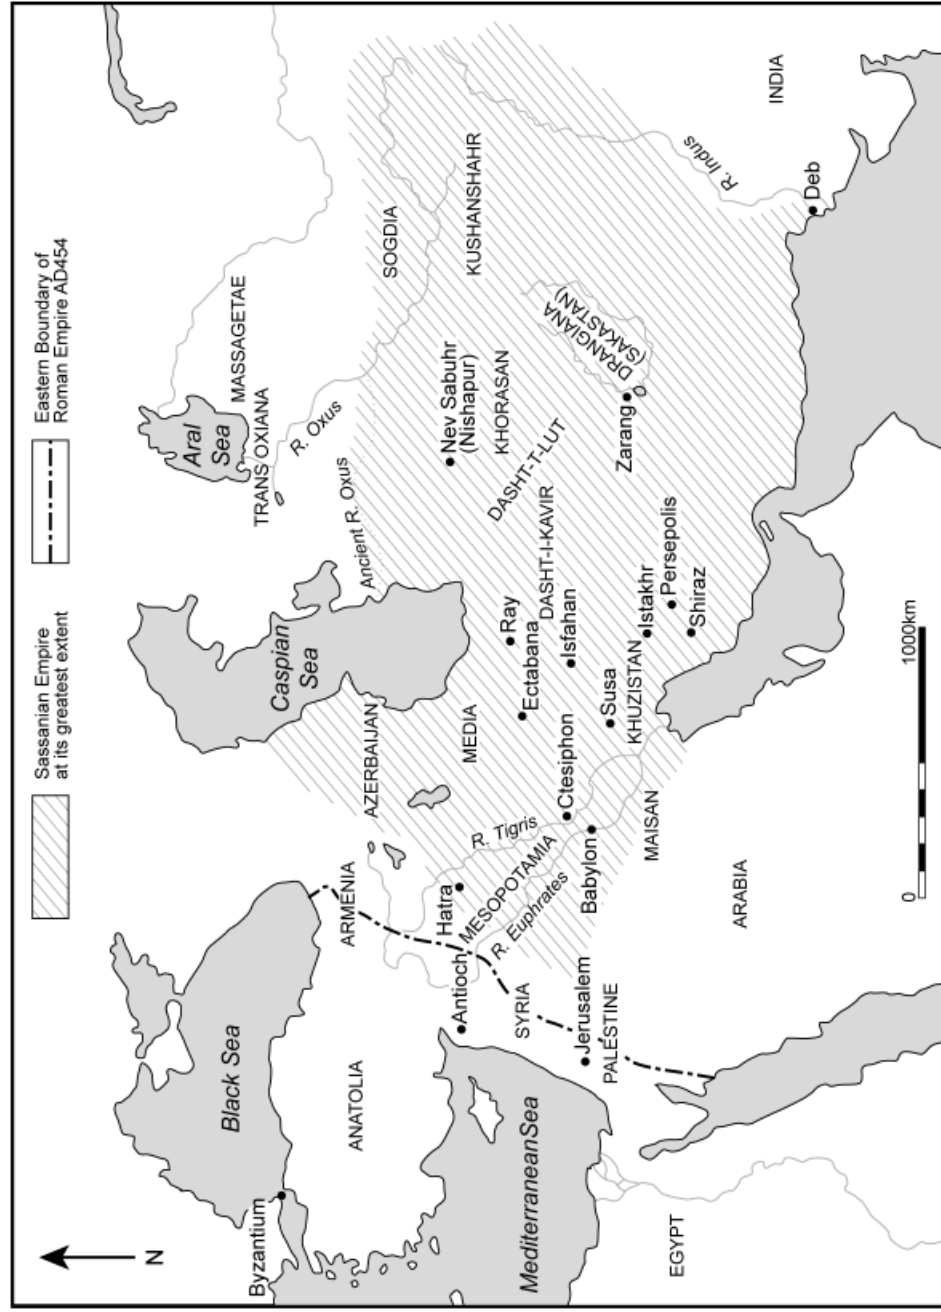 N
Sassanian Empire
at its greatest extent
Eastern Boundary of
Roman Empire AD454
Byzantium
Black Sea
ANATOLIA
Mediterranean Sea
EGYPT
Antioch
SYRIA
Jerusalem
PALESTINE
ARMENIA
Hatra
MESOPOTAMIA
R. Euphrates
R. Tigris
Babylon
Ctesiphon
MAISAN
ARABIA
AZERBAIJAN
MEDIA
Caspian
Sea
Ectabana
Ray
Isfahan
Susa
KHUZISTAN
Istakhr
Persepolis
Shiraz
DASHT-I-KAVIR
DASHT-T-LUT
Ancient R. Oxus
R. Oxus
TRANS OXIANA
Aral
Sea
MASSAGETAE
Nev Sabuhr
(Nishapur)
KHORASAN
Zarang
DRANGIANA
(SAKASTAN)
SOGDIA
KUSHANSHAHR
R. Indus
Deb
INDIA
0
1000km